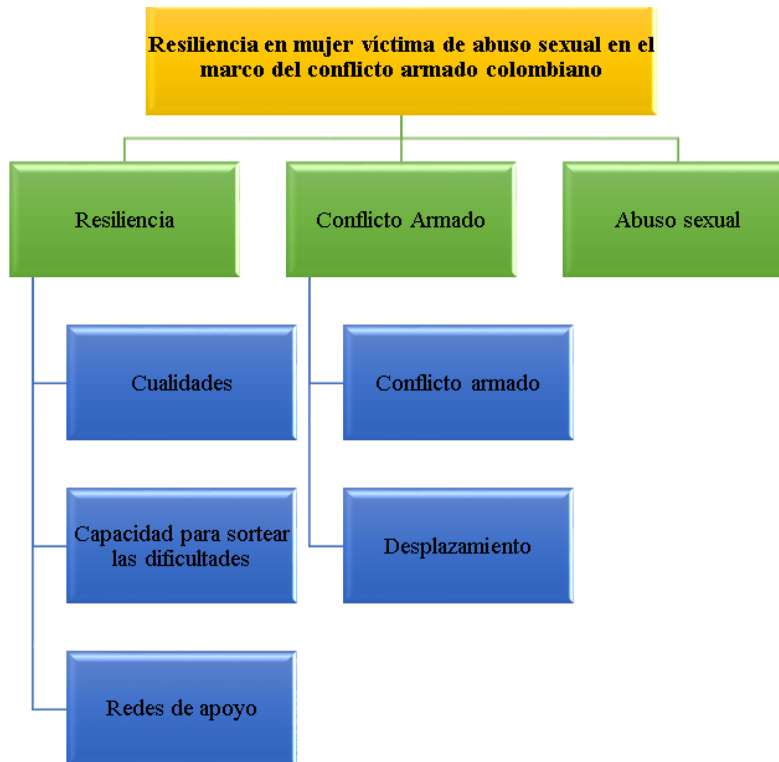 Resiliencia en mujer víctima de abuso sexual en el
marco del conflicto armado colombiano
Resiliencia
Conflicto Armado
Abuso sexual
Cualidades
Conflicto armado
Capacidad para sortear
las dificultades
Desplazamiento
Redes de apoyo